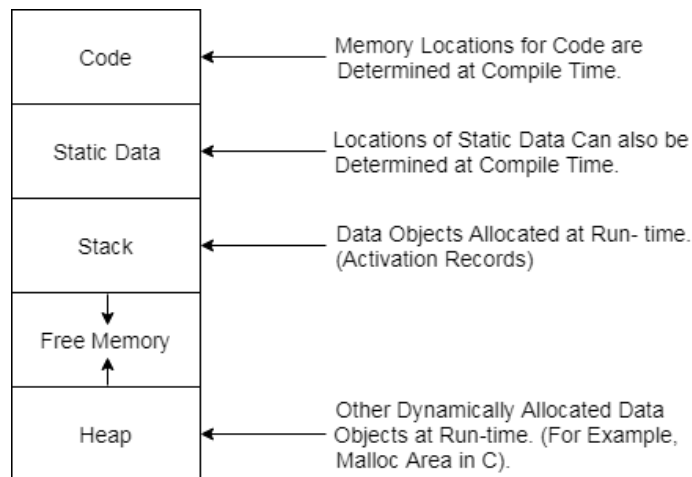 Code
Memory Locations for Code are
Determined at Compile Time.
Static Data
Locations of Static Data Can also be
Determined at Compile Time.
Stack
Data Objects Allocated at Run- time.
(Activation Records)
Free Memory
Heap
Other Dynamically Allocated Data
Objects at Run-time. (For Example,
Malloc Area in C).